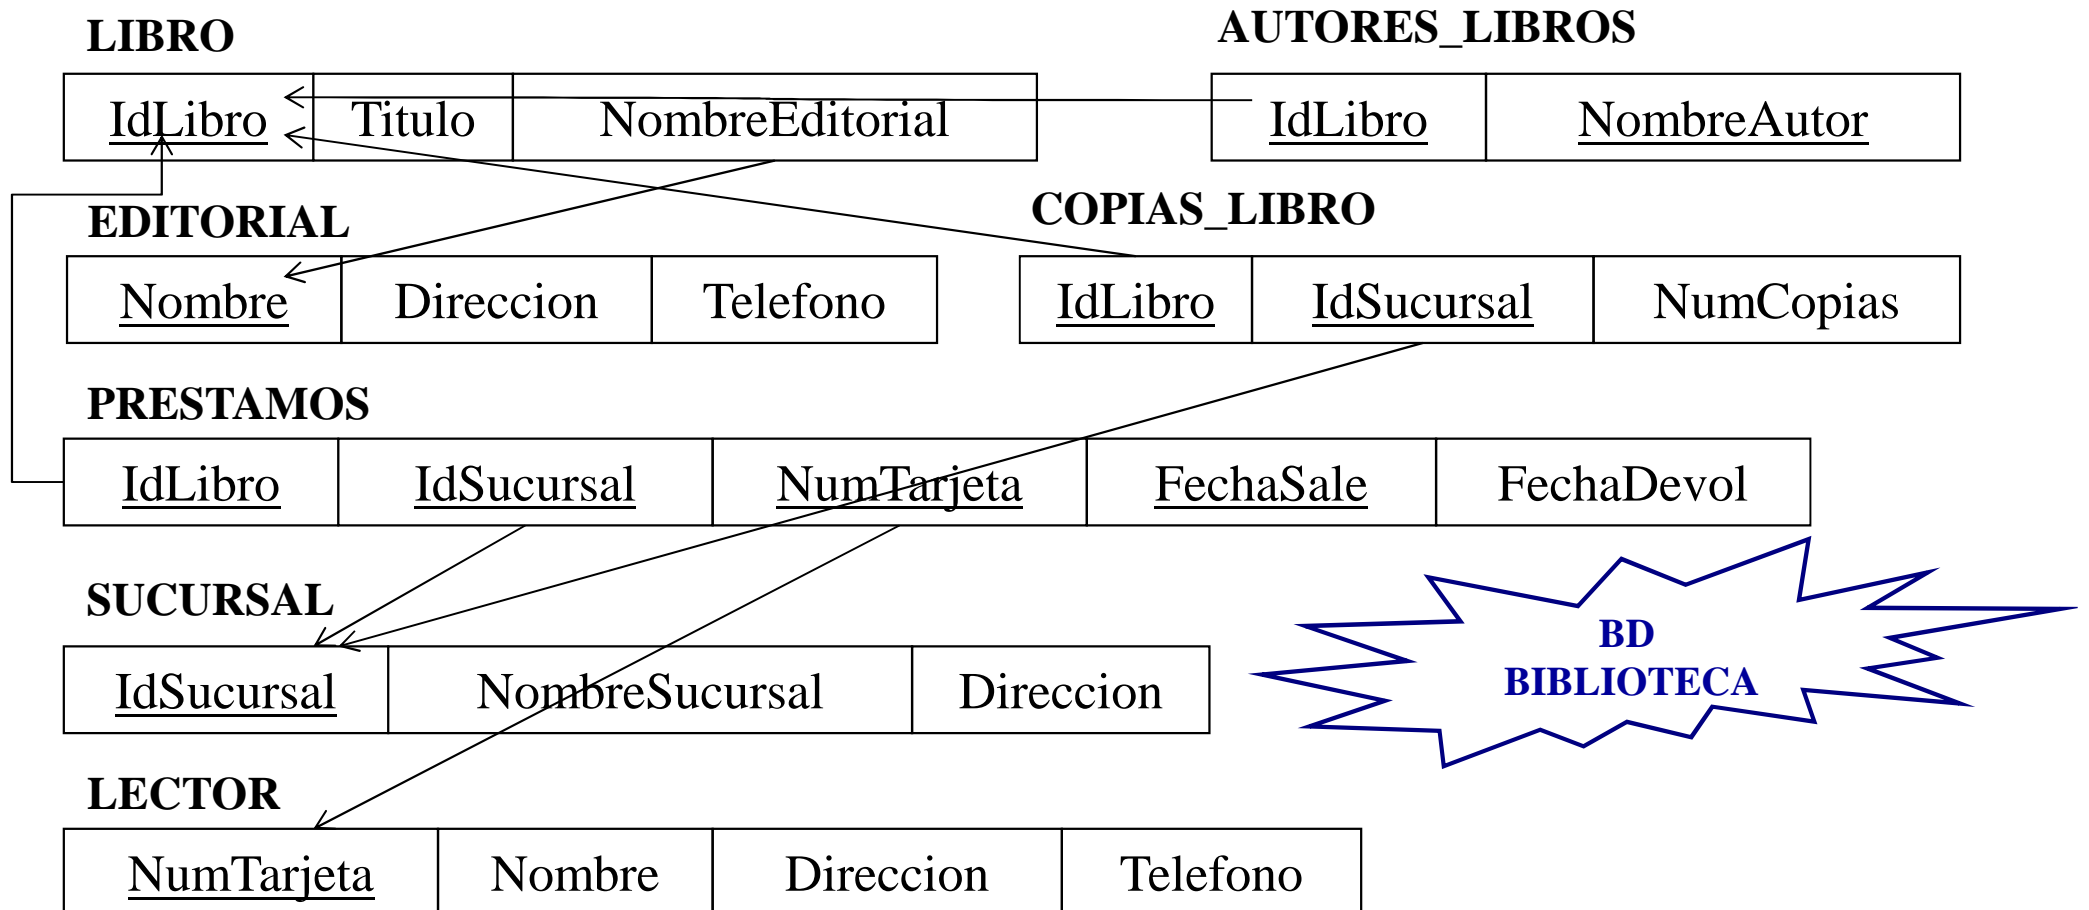 LIBRO
IdLibro Titulo NombreEditorial
AUTORES_LIBROS
IdLibro NombreAutor
EDITORIAL
Nombre Direccion Telefono
COPIAS_LIBRO
IdLibro IdSucursal NumCopias
PRESTAMOS
IdLibro IdSucursal NumTarjeta FechaSale FechaDevol
SUCURSAL
IdSucursal NombreSucursal Direccion
BD
BIBLIOTECA
LECTOR
NumTarjeta Nombre Direccion Telefono